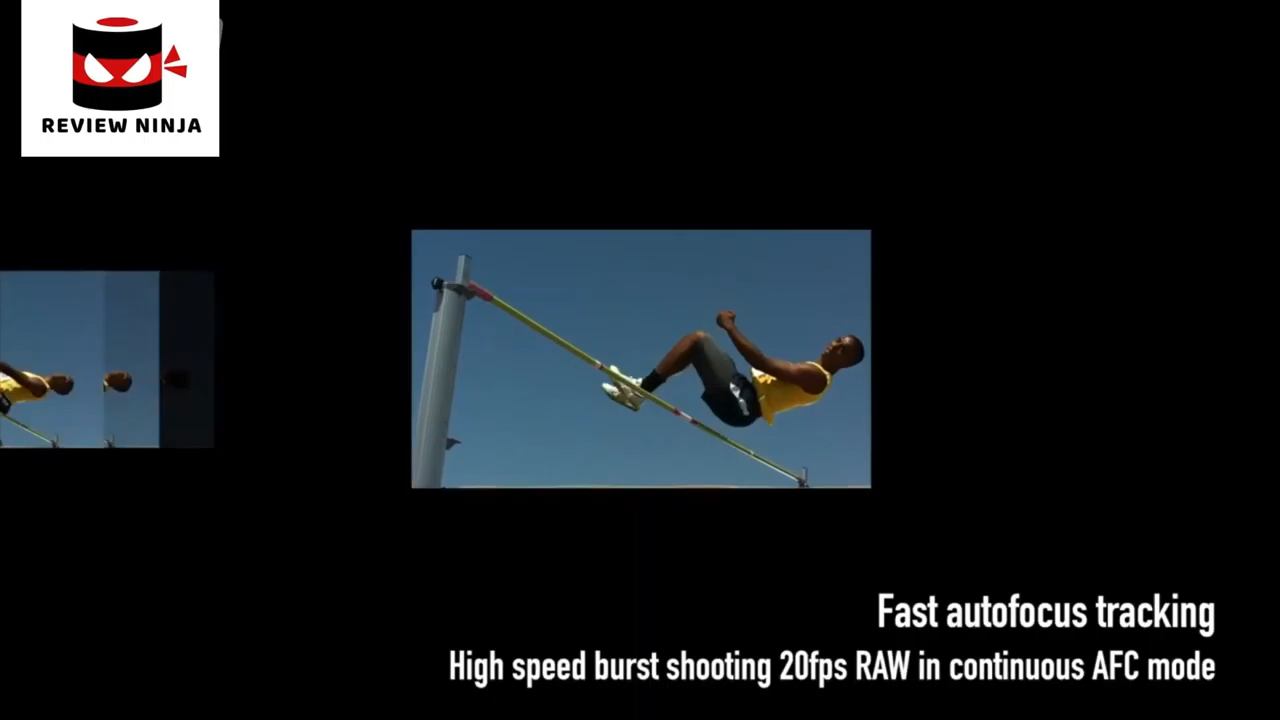 REVIEW NINJA
Fast autofocus tracking
High speed burst shooting 20fps RAW in continuous AFC mode